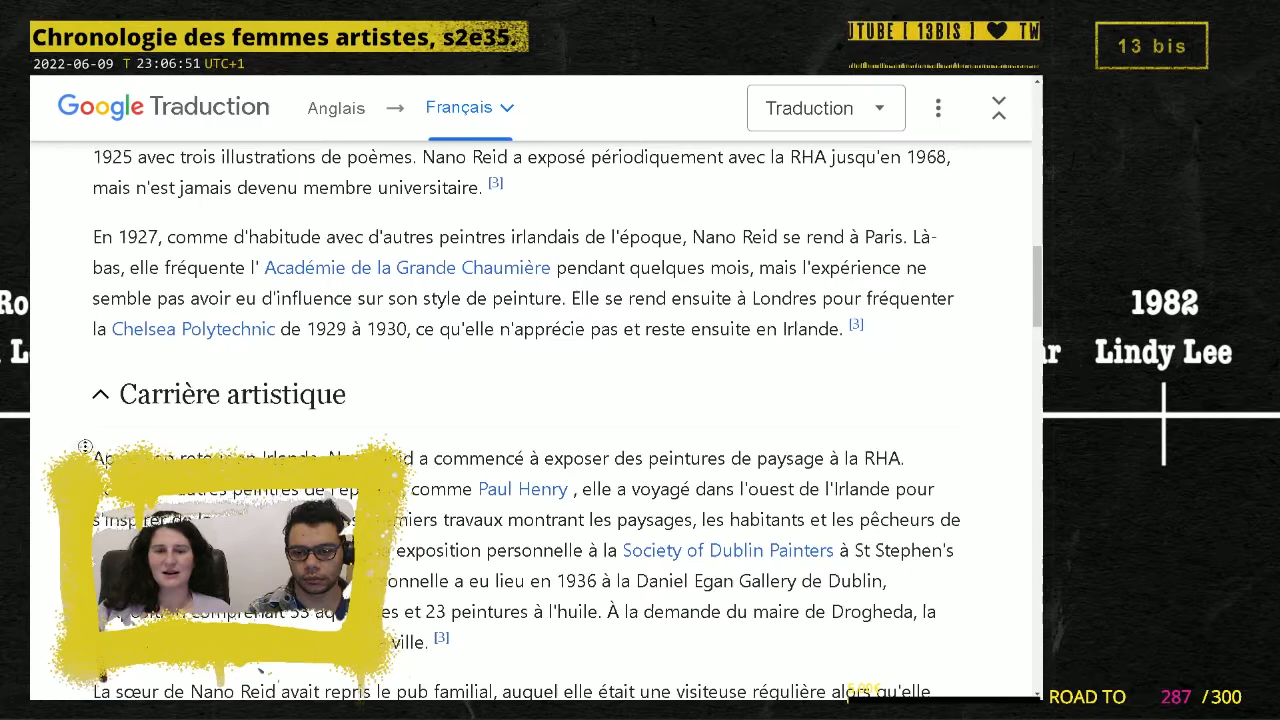 Chronologie des femmes artistes, s2e35,
2022-06-09 T 23:06:51 UTC+1
UTUBE [ 13BIS ] ♥ TW
13 bis
Google Traduction Anglais → Français Traduction
1925 avec trois illustrations de poèmes. Nano Reid a exposé périodiquement avec la RHA jusqu'en 1968,
mais n'est jamais devenu membre universitaire. [3]
En 1927, comme d'habitude avec d'autres peintres irlandais de l'époque, Nano Reid se rend à Paris. Là-
bas, elle fréquente l' Académie de la Grande Chaumière pendant quelques mois, mais l'expérience ne
semble pas avoir eu d'influence sur son style de peinture. Elle se rend ensuite à Londres pour fréquenter
la Chelsea Polytechnic de 1929 à 1930, ce qu'elle n'apprécie pas et reste ensuite en Irlande. [3]
Ro
L
1982
Lindy Lee
Carrière artistique
a commencé à exposer des peintures de paysage à la RHA.
comme Paul Henry , elle a voyagé dans l'ouest de l'Irlande pour
s'inspirer travaux montrant les paysages, les habitants et les pêcheurs de
exposition personnelle à la Society of Dublin Painters à St Stephen's
a eu lieu en 1936 à la Daniel Egan Gallery de Dublin,
comprenait 33 et 23 peintures à l'huile. À la demande du maire de Drogheda, la
ville. [3]
La sœur de Nano Reid avait repris le pub familial, auquel elle était une visiteuse régulière alors qu'elle
ROAD TO 287 / 300